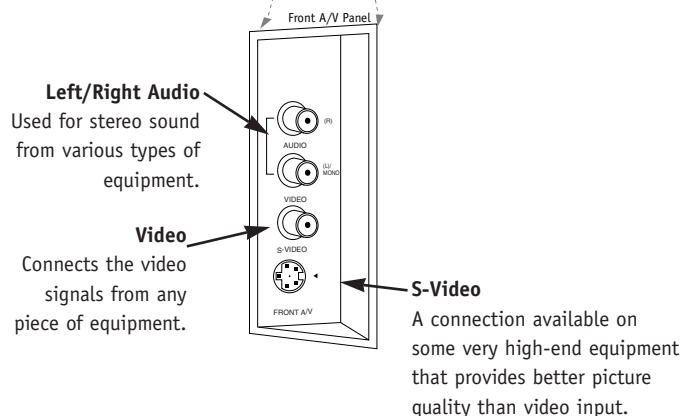 Front A/V Panel
Left/Right Audio
Used for stereo sound
from various types of
equipment.
(R)
AUDIO
(L)/
MONO
VIDEO
Video
Connects the video
signals from any
piece of equipment.
S-VIDEO
FRONT A/V
S-Video
A connection available on
some very high-end equipment
that provides better picture
quality than video input.